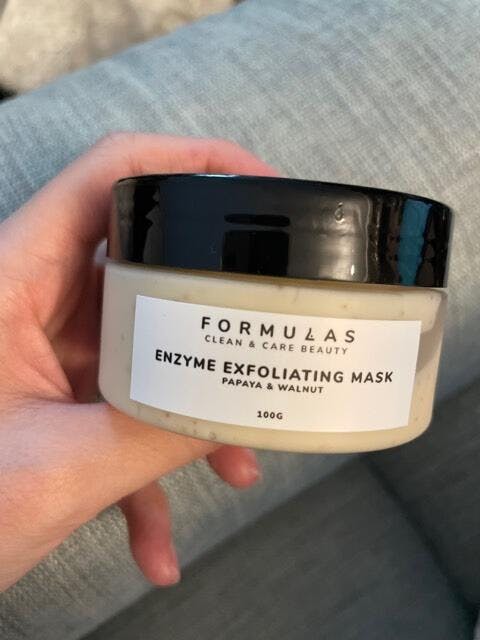 FORMULAS
CLEAN & CARE BEAUTY
ENZYME EXFOLIATING MASK
PAPAYA & WALNUT
100G